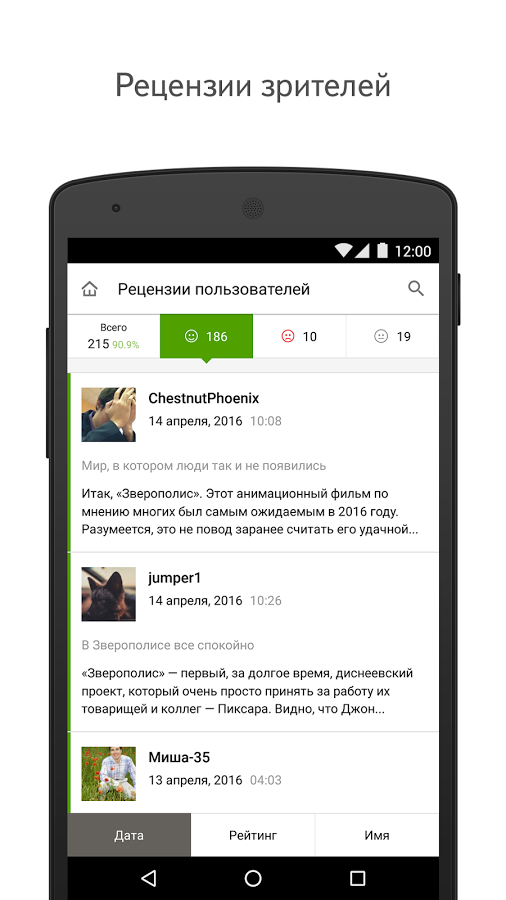 Рецензии зрителей
12:00
Рецензии пользователей
Всего
215 90.9%
186
10
19
ChestnutPhoenix
14 апреля, 2016 10:08
Мир, в котором люди так и не появились
Итак, «Зверополис». Этот анимационный фильм по
мнению многих был самым ожидаемым в 2016 году.
Разумеется, это не повод заранее считать его удачной...
jumper1
14 апреля, 2016 10:26
В Зверополисе все спокойно
«Зверополис» — первый, за долгое время, диснеевский
проект, который очень просто принять за работу их
товарищей и коллег — Пиксара. Видно, что Джон...
Миша-35
13 апреля, 2016 04:03
Дата
Рейтинг
Имя